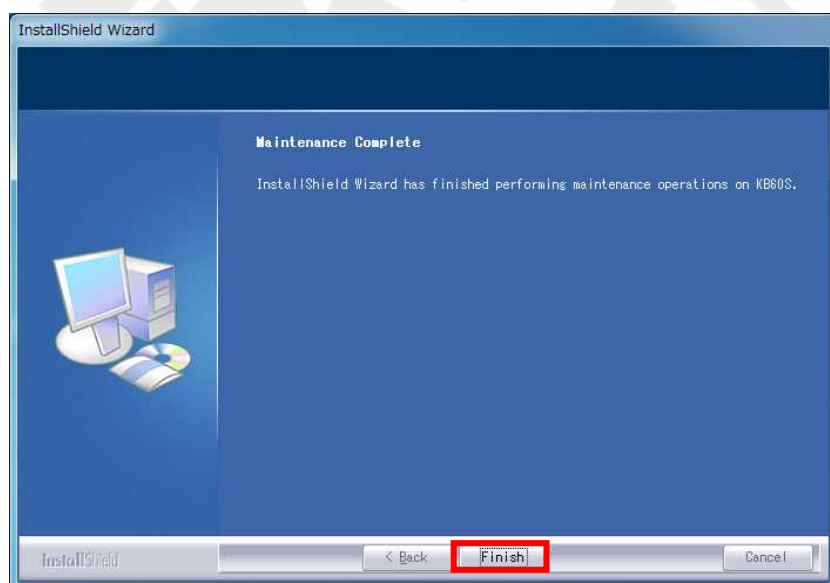 InstallShield Wizard
Maintenance Complete
InstallShield Wizard has finished performing maintenance operations on KB60S.
InstallShield
< Back
Finish
Cancel